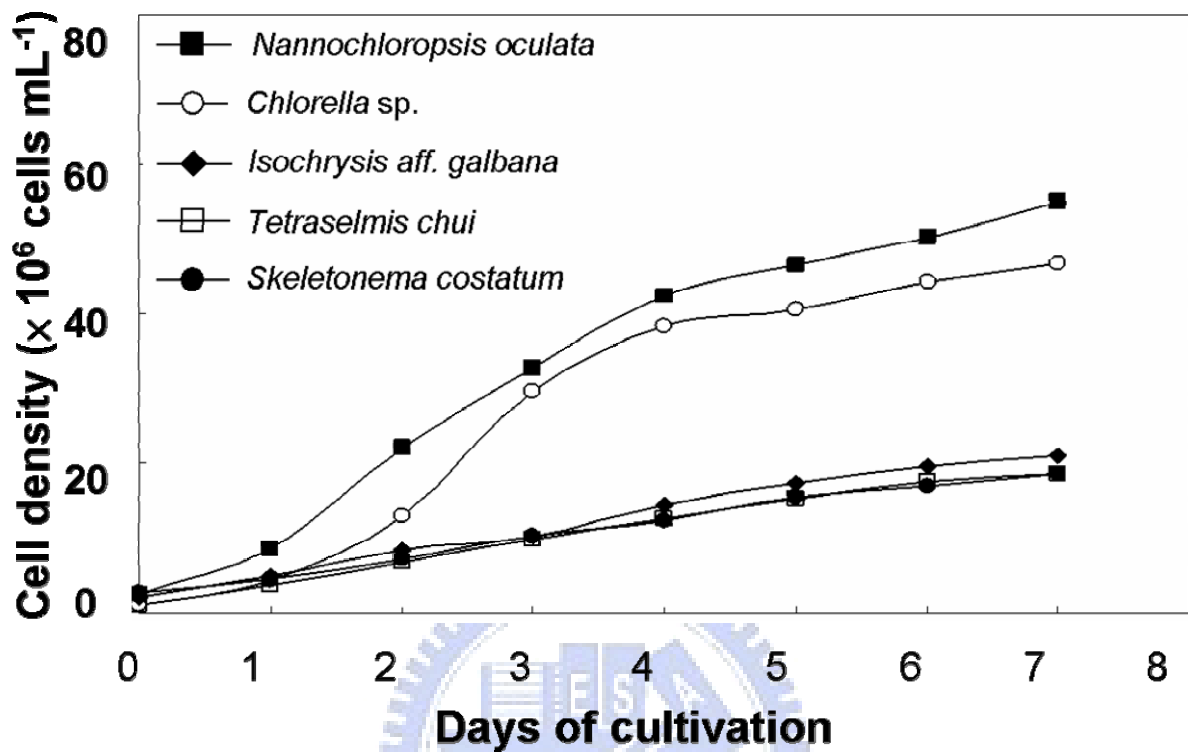 80
60
40
20
0
Cell density (× 10⁶ cells mL⁻¹)
Nannochloropsis oculata
Chlorella sp.
Isochrysis aff. galbana
Tetraselmis chui
Skeletonema costatum
0 1 2 3 4 5 6 7 8
Days of cultivation
E S A